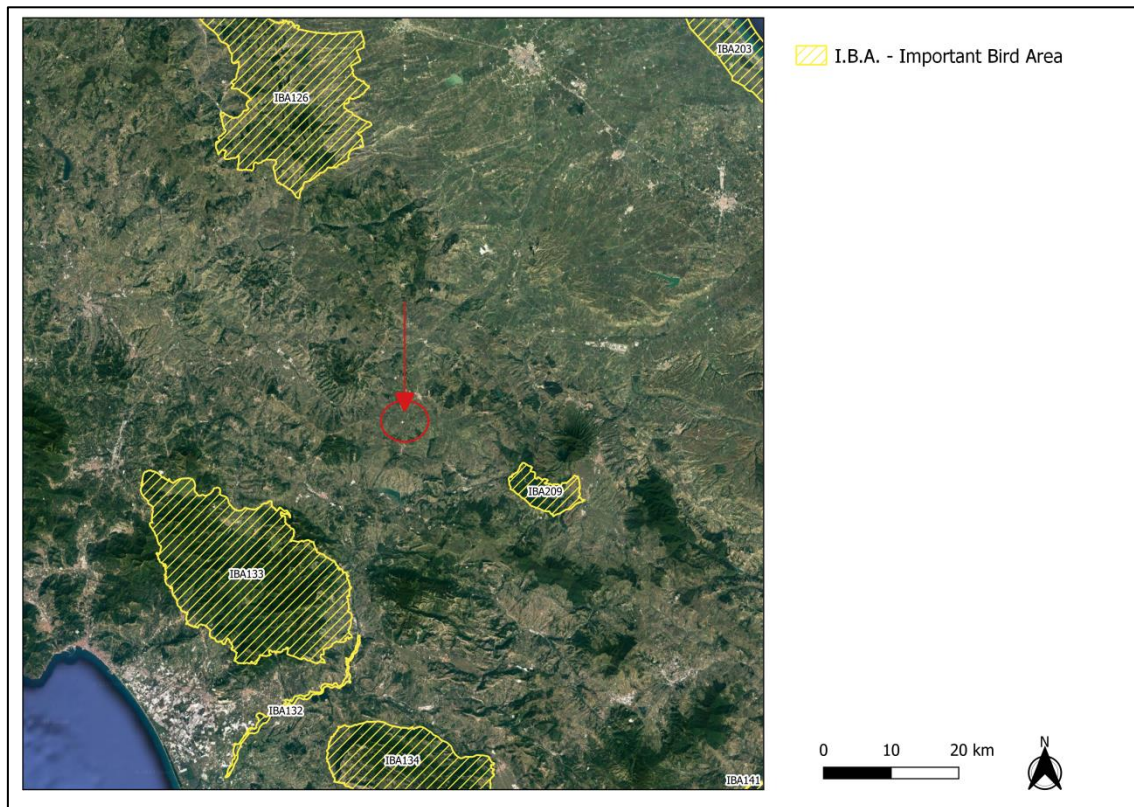 IBA203
I.B.A. - Important Bird Area
IBA126
IBA209
IBA133
IBA132
IBA134
IBA141
0 10 20 km
N